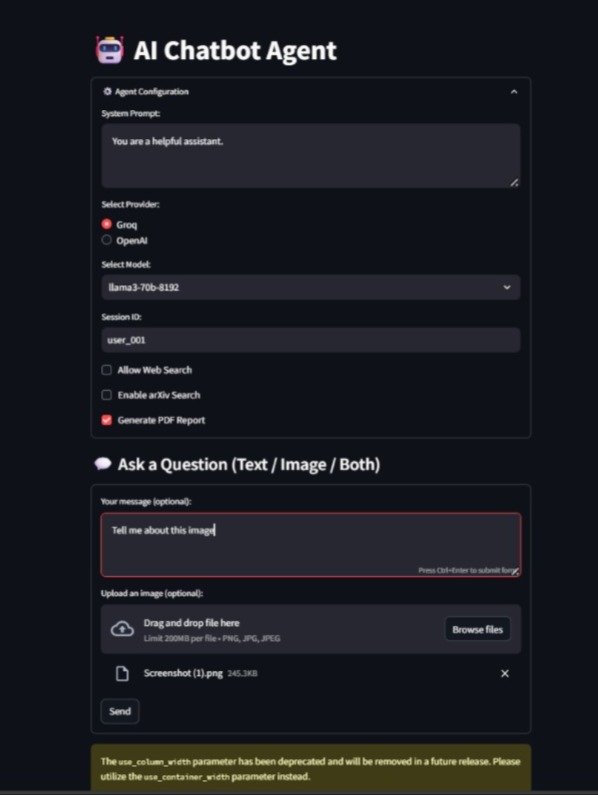 AI Chatbot Agent
Agent Configuration
System Prompt:
You are a helpful assistant.
Select Provider:
Groq
OpenAI
Select Model:
llama3-70b-8192
Session ID:
user_001
Allow Web Search
Enable arXiv Search
Generate PDF Report
Ask a Question (Text / Image / Both)
Your message (optional):
Tell me about this image
Press Ctrl+Enter to submit form
Upload an image (optional):
Drag and drop file here
Limit 200MB per file • PNG, JPG, JPEG
Browse files
Screenshot (1).png 245.3KB
Send
The use_column_width parameter has been deprecated and will be removed in a future release. Please
utilize the use_container_width parameter instead.